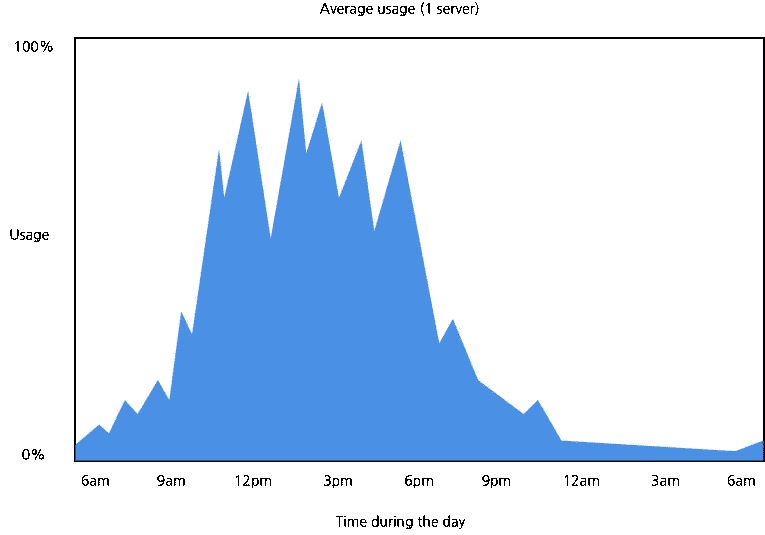 Average usage (1 server)
100%
Usage
0%
6am 9am 12pm 3pm 6pm 9pm 12am 3am 6am
Time during the day